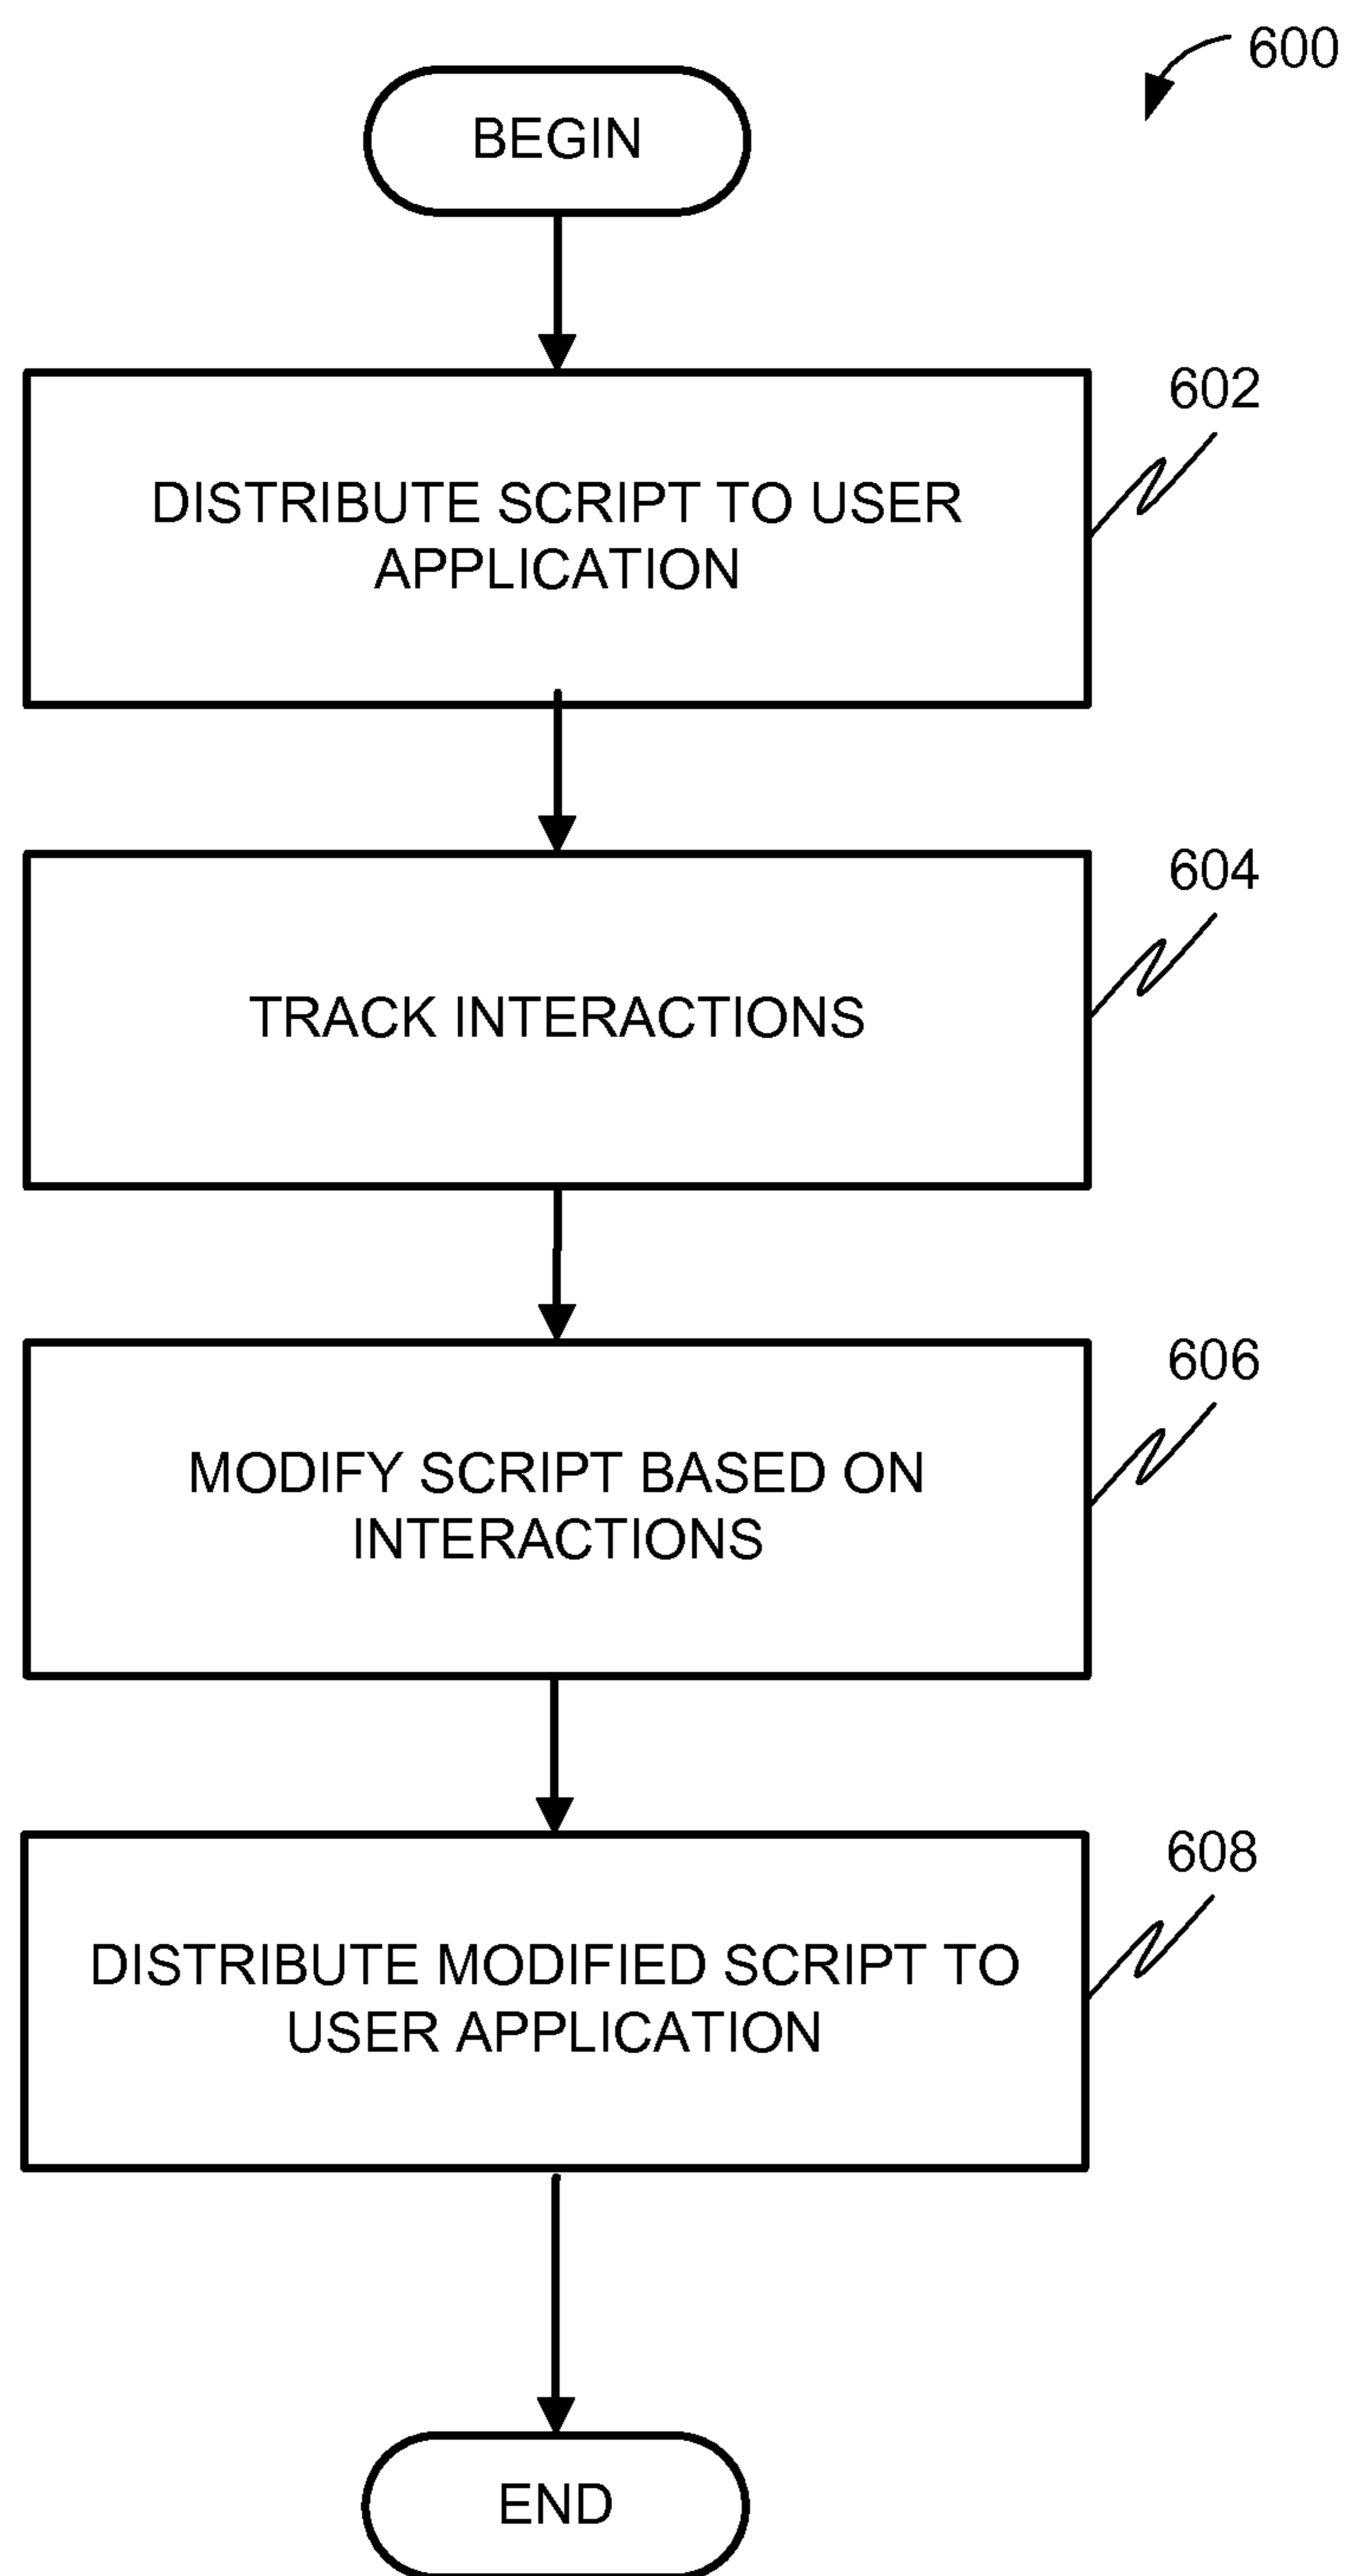 600
BEGIN
602
DISTRIBUTE SCRIPT TO USER
APPLICATION
604
TRACK INTERACTIONS
606
MODIFY SCRIPT BASED ON
INTERACTIONS
608
DISTRIBUTE MODIFIED SCRIPT TO
USER APPLICATION
END